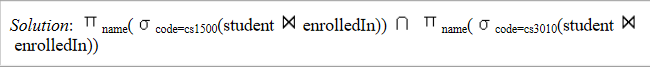 Solution: Π name( σ code=cs1500(student ⋈ enrolledIn)) ∩ Π name( σ code=cs3010(student ⋈
enrolledIn))